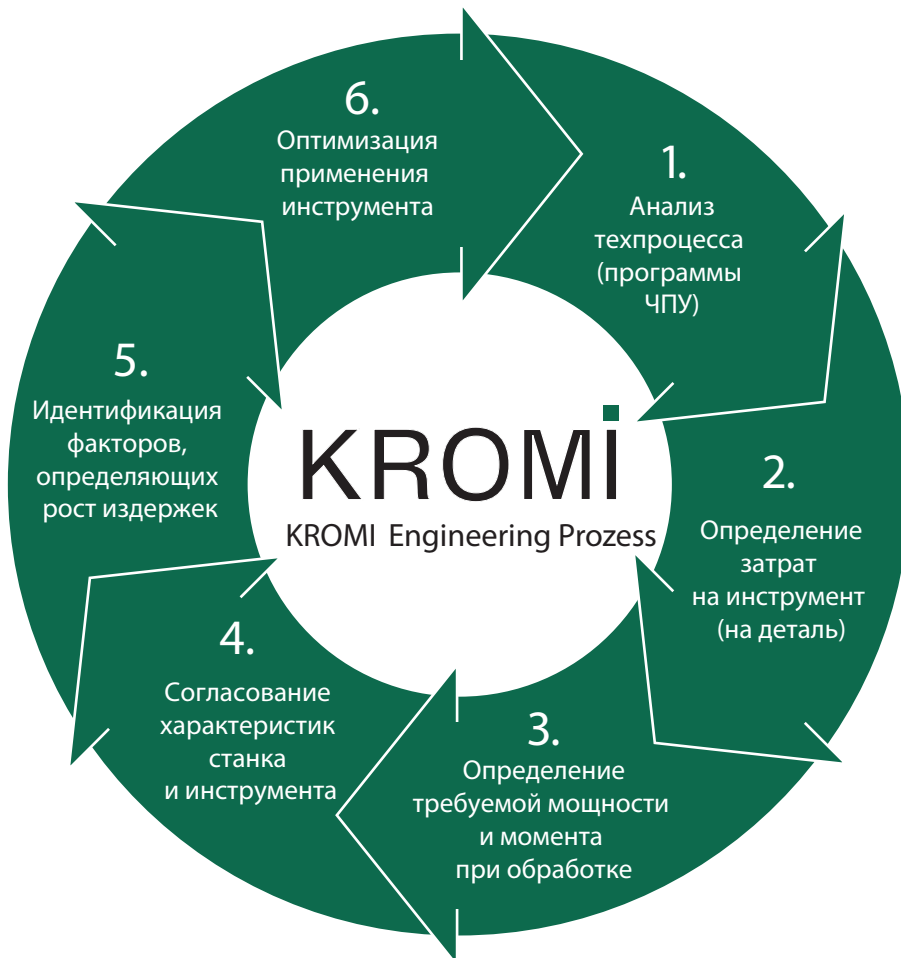 1.
Анализ
техпроцесса
(программы
ЧПУ)
2.
Определение
затрат
на инструмент
(на деталь)
3.
Определение
требуемой мощности
и момента
при обработке
4.
Согласование
характеристик
станка
и инструмента
5.
Идентификация
факторов,
определяющих
рост издержек
6.
Оптимизация
применения
инструмента
KROMi
KROMI Engineering Prozess